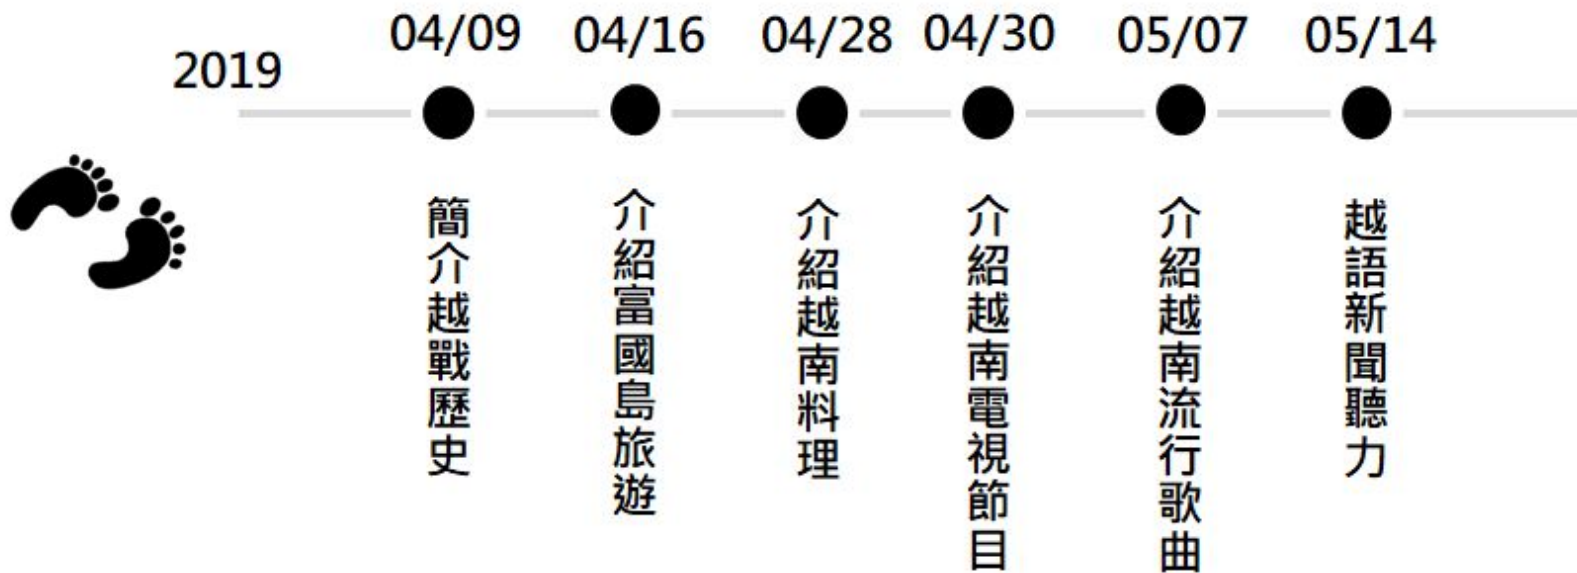 2019
04/09
04/16
04/28
04/30
05/07
05/14
簡介越戰歷史
介紹富國島旅遊
介紹越南料理
介紹越南電視節目
介紹越南流行歌曲
越語新聞聽力